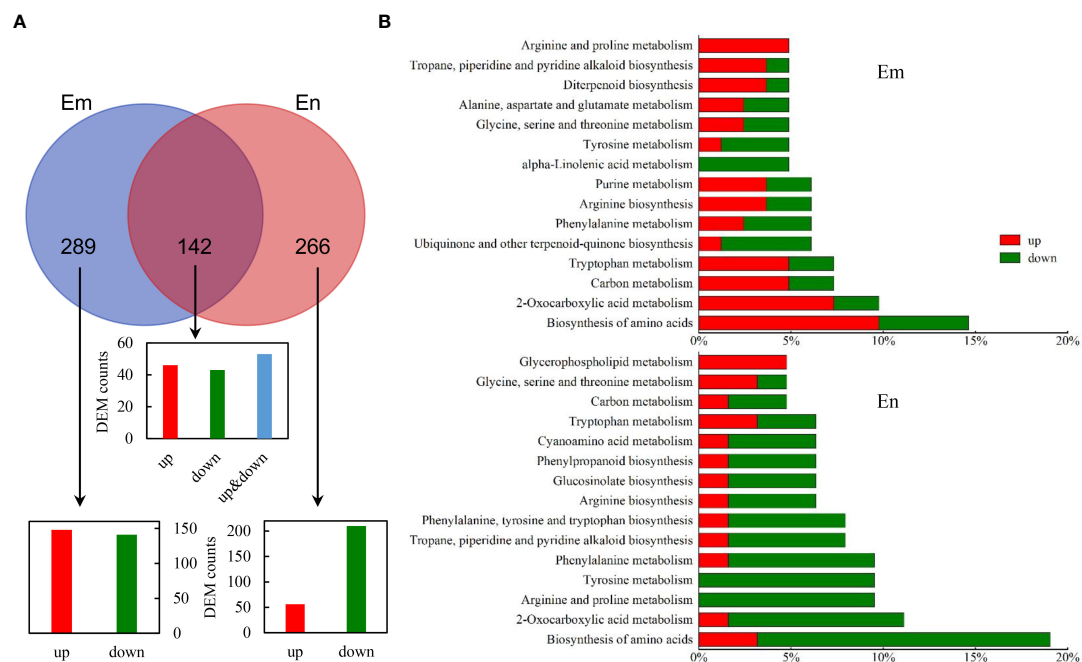 A
Em
En
289
142
266
60
40
20
0
DEM counts
up
down
up&down
150
100
50
0
up
down
200
150
100
50
0
DEM counts
up
down
B
Em
Arginine and proline metabolism
Tropane, piperidine and pyridine alkaloid biosynthesis
Diterpenoid biosynthesis
Alanine, aspartate and glutamate metabolism
Glycine, serine and threonine metabolism
Tyrosine metabolism
alpha-Linolenic acid metabolism
Purine metabolism
Arginine biosynthesis
Phenylalanine metabolism
Ubiquinone and other terpenoid-quinone biosynthesis
Tryptophan metabolism
Carbon metabolism
2-Oxocarboxylic acid metabolism
Biosynthesis of amino acids
0% 5% 10% 15% 20%
up
down
En
Glycerophospholipid metabolism
Glycine, serine and threonine metabolism
Carbon metabolism
Tryptophan metabolism
Cyanoamino acid metabolism
Phenylpropanoid biosynthesis
Glucosinolate biosynthesis
Arginine biosynthesis
Phenylalanine, tyrosine and tryptophan biosynthesis
Tropane, piperidine and pyridine alkaloid biosynthesis
Phenylalanine metabolism
Tyrosine metabolism
Arginine and proline metabolism
2-Oxocarboxylic acid metabolism
Biosynthesis of amino acids
0% 5% 10% 15% 20%